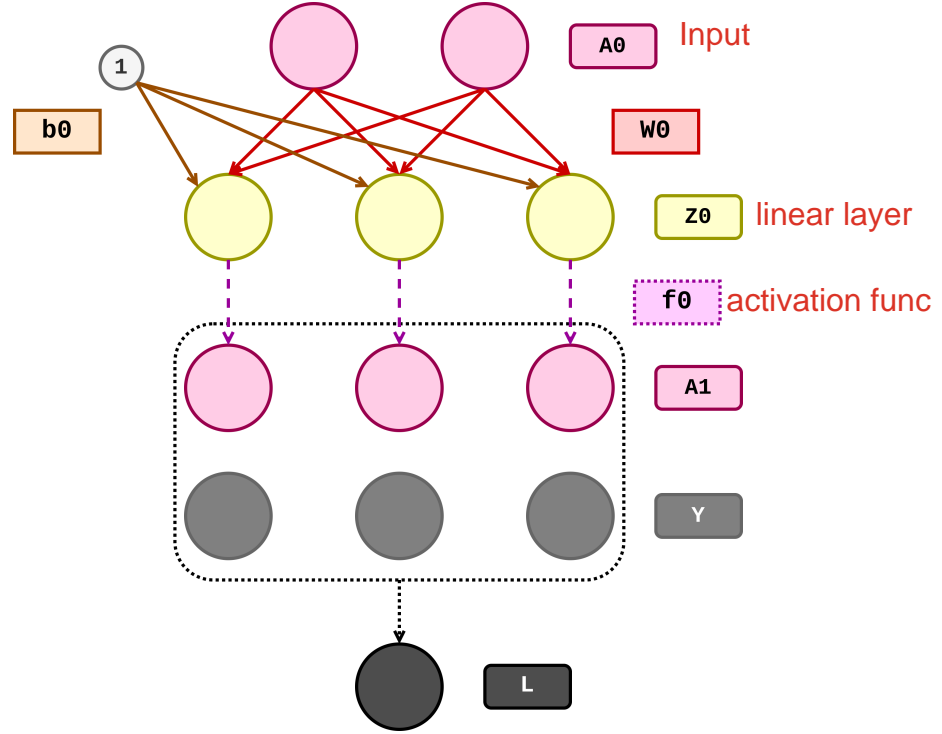 A0 Input
1
b0
W0
Z0 linear layer
f0 activation func
A1
Y
L